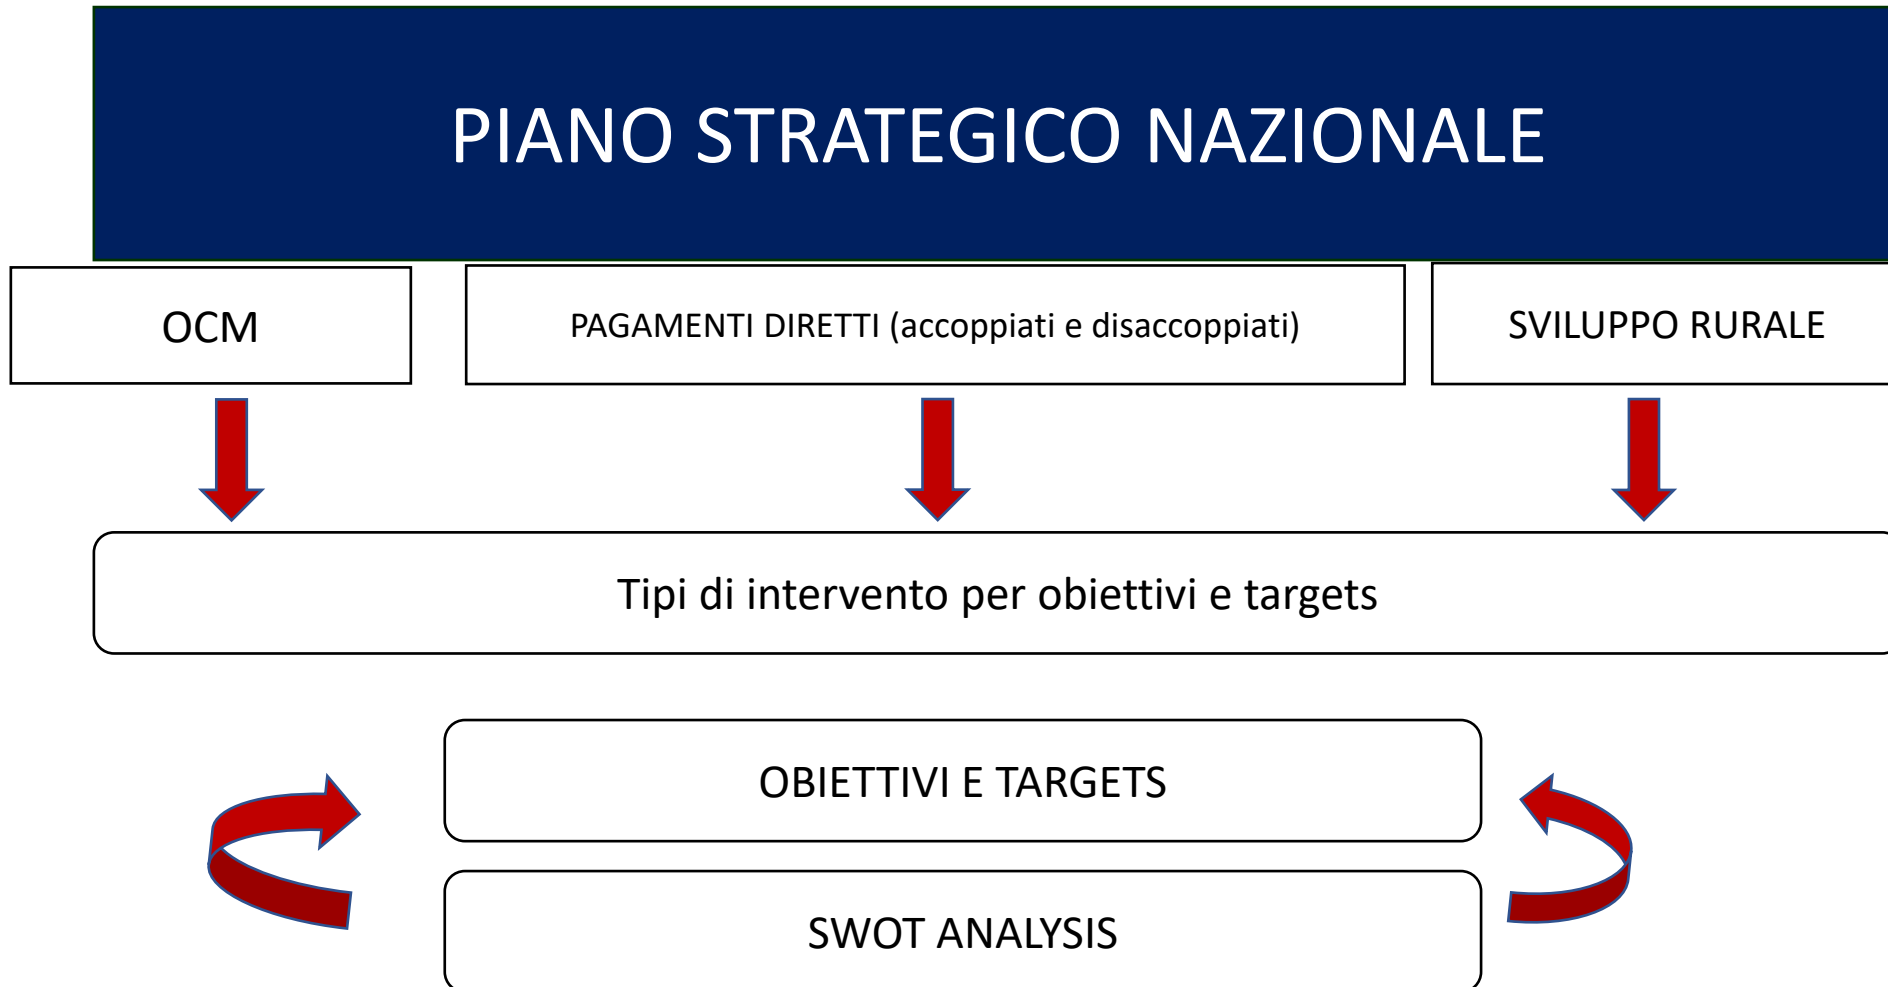 PIANO STRATEGICO NAZIONALE
OCM
PAGAMENTI DIRETTI (accoppiati e disaccoppiati)
SVILUPPO RURALE
Tipi di intervento per obiettivi e targets
OBIETTIVI E TARGETS
SWOT ANALYSIS